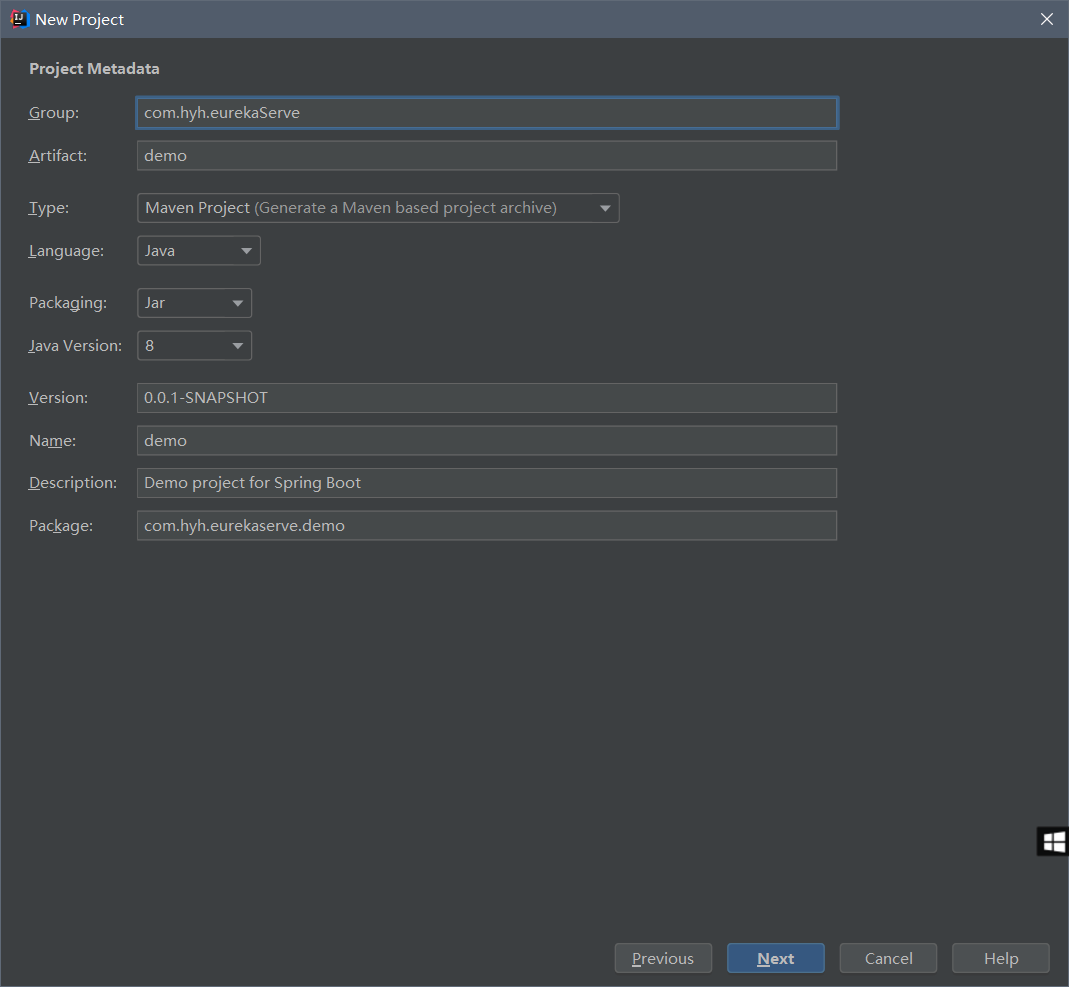 New Project
Project Metadata
Group: com.hyh.eurekaServe
Artifact: demo
Type: Maven Project (Generate a Maven based project archive)
Language: Java
Packaging: Jar
Java Version: 8
Version: 0.0.1-SNAPSHOT
Name: demo
Description: Demo project for Spring Boot
Package: com.hyh.eurekaserve.demo
Previous Next Cancel Help